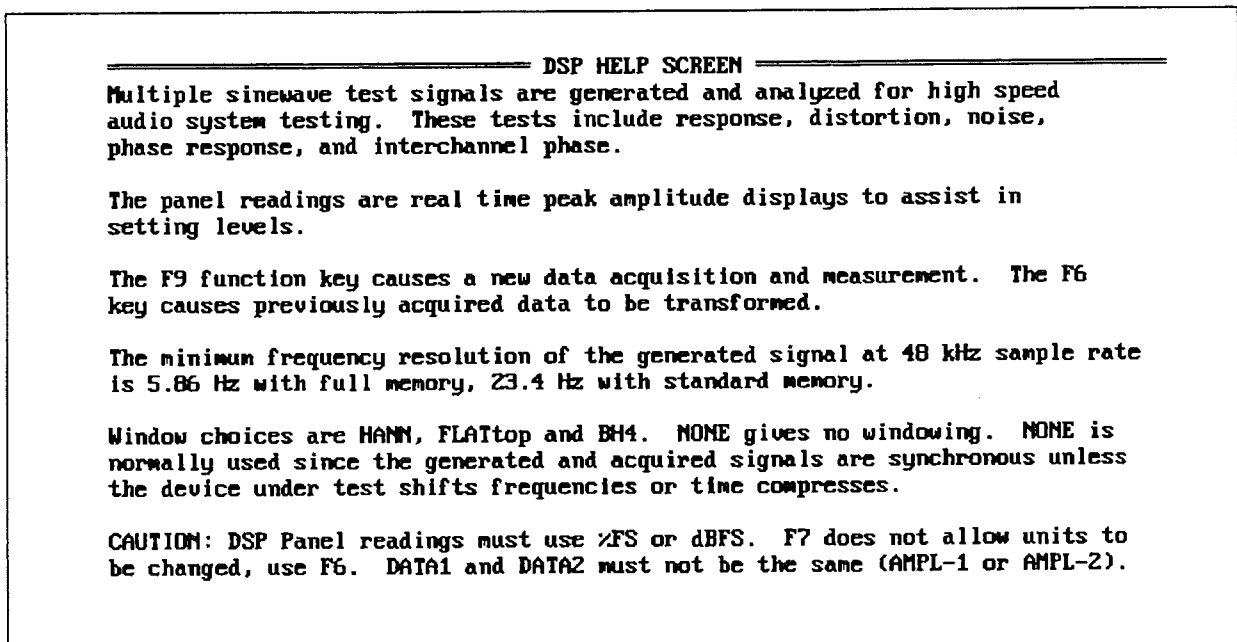 DSP HELP SCREEN
Multiple sinewave test signals are generated and analyzed for high speed
audio system testing. These tests include response, distortion, noise,
phase response, and interchannel phase.
The panel readings are real time peak amplitude displays to assist in
setting levels.
The F9 function key causes a new data acquisition and measurement. The F6
key causes previously acquired data to be transformed.
The minimum frequency resolution of the generated signal at 48 kHz sample rate
is 5.86 Hz with full memory, 23.4 Hz with standard memory.
Window choices are HANN, FLATtop and BH4. NONE gives no windowing. NONE is
normally used since the generated and acquired signals are synchronous unless
the device under test shifts frequencies or time compresses.
CAUTION: DSP Panel readings must use %FS or dBFS. F7 does not allow units to
be changed, use F6. DATA1 and DATA2 must not be the same (AMPL-1 or AMPL-2).